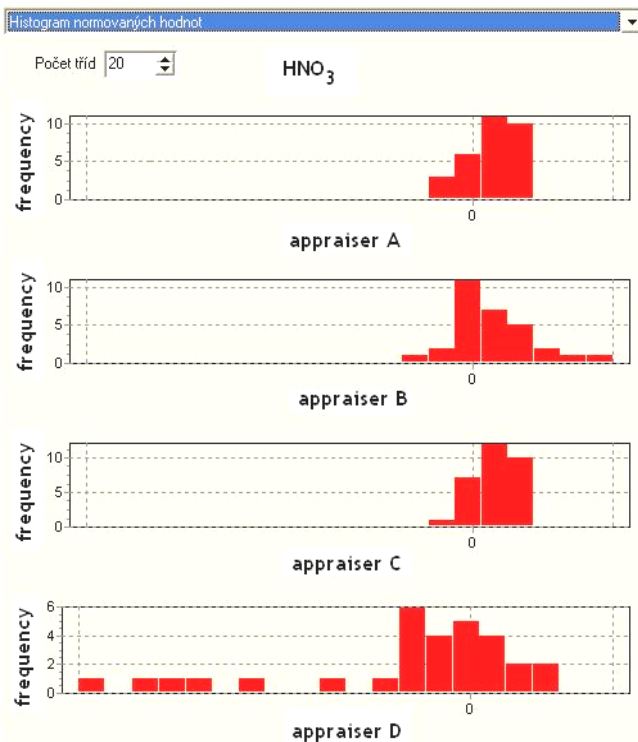 Histogram normovaných hodnot
Počet tříd 20
HNO3
frequency
10
5
0
0
appraiser A
frequency
10
5
0
0
appraiser B
frequency
10
5
0
0
appraiser C
frequency
6
4
2
0
0
appraiser D